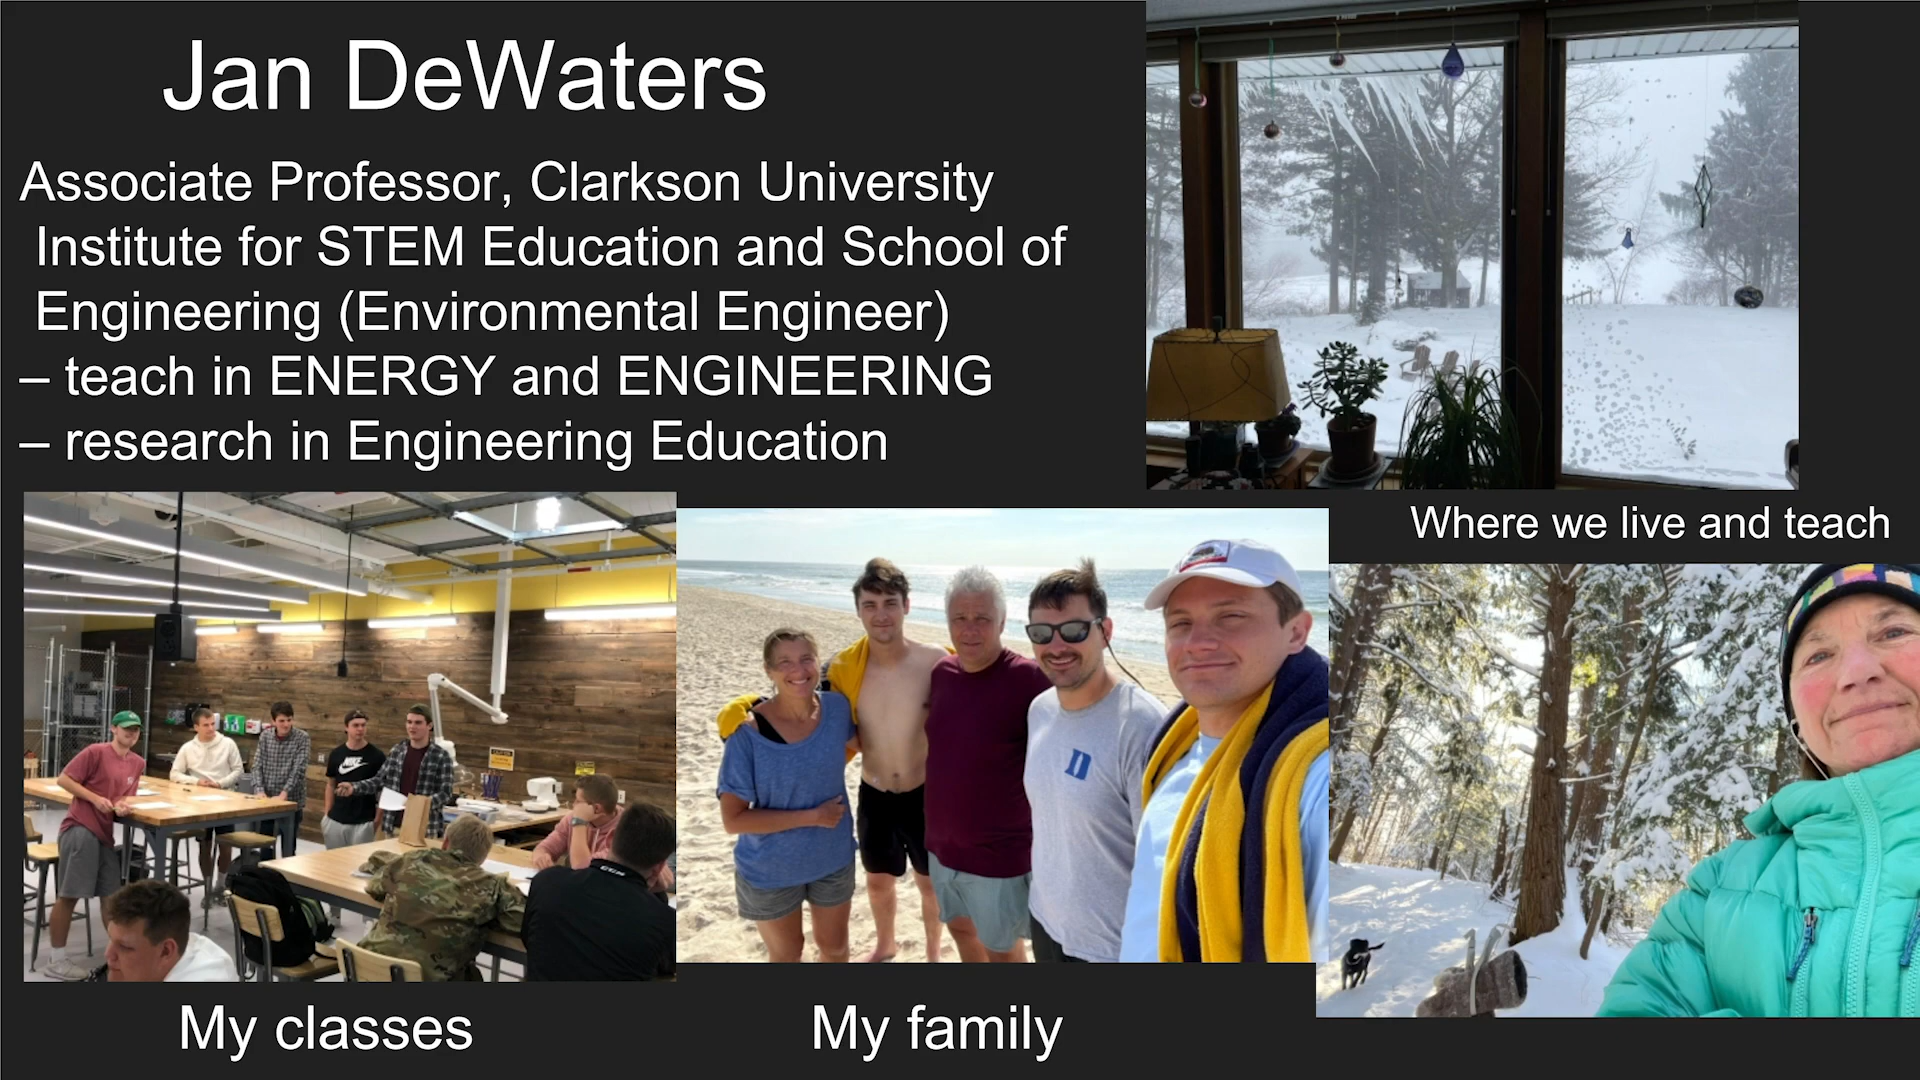 Jan DeWaters
Associate Professor, Clarkson University
Institute for STEM Education and School of
Engineering (Environmental Engineer)
– teach in ENERGY and ENGINEERING
– research in Engineering Education
Where we live and teach
My classes
My family